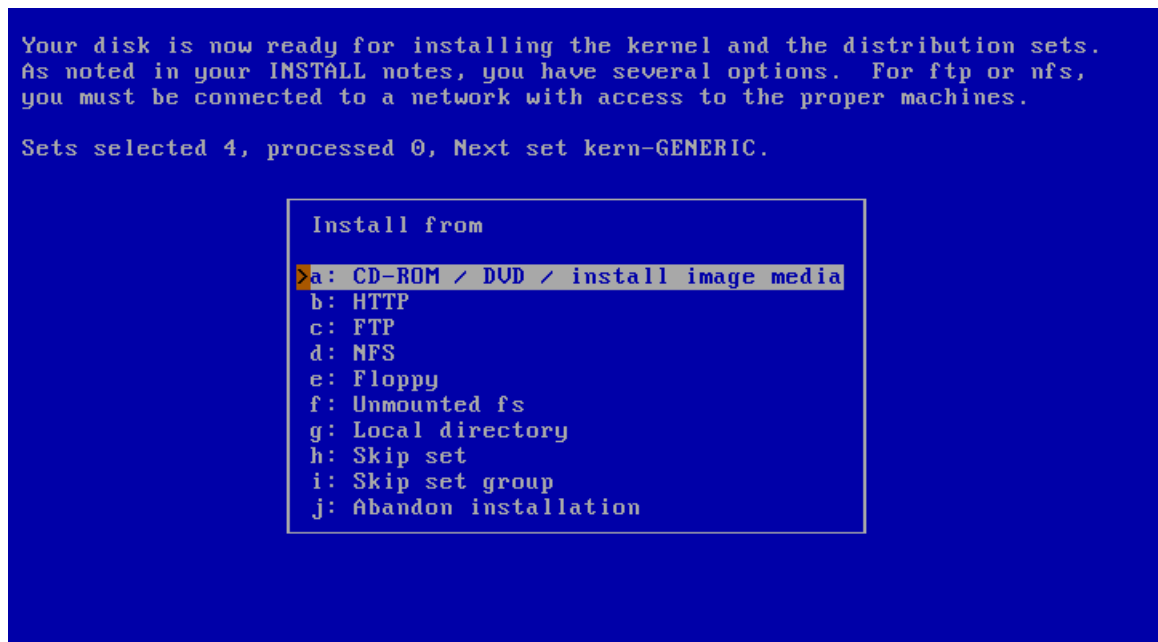 Your disk is now ready for installing the kernel and the distribution sets.
As noted in your INSTALL notes, you have several options.  For ftp or nfs,
you must be connected to a network with access to the proper machines.
Sets selected 4, processed 0, Next set kern-GENERIC.
Install from
>a: CD-ROM / DVD / install image media
b: HTTP
c: FTP
d: NFS
e: Floppy
f: Unmounted fs
g: Local directory
h: Skip set
i: Skip set group
j: Abandon installation